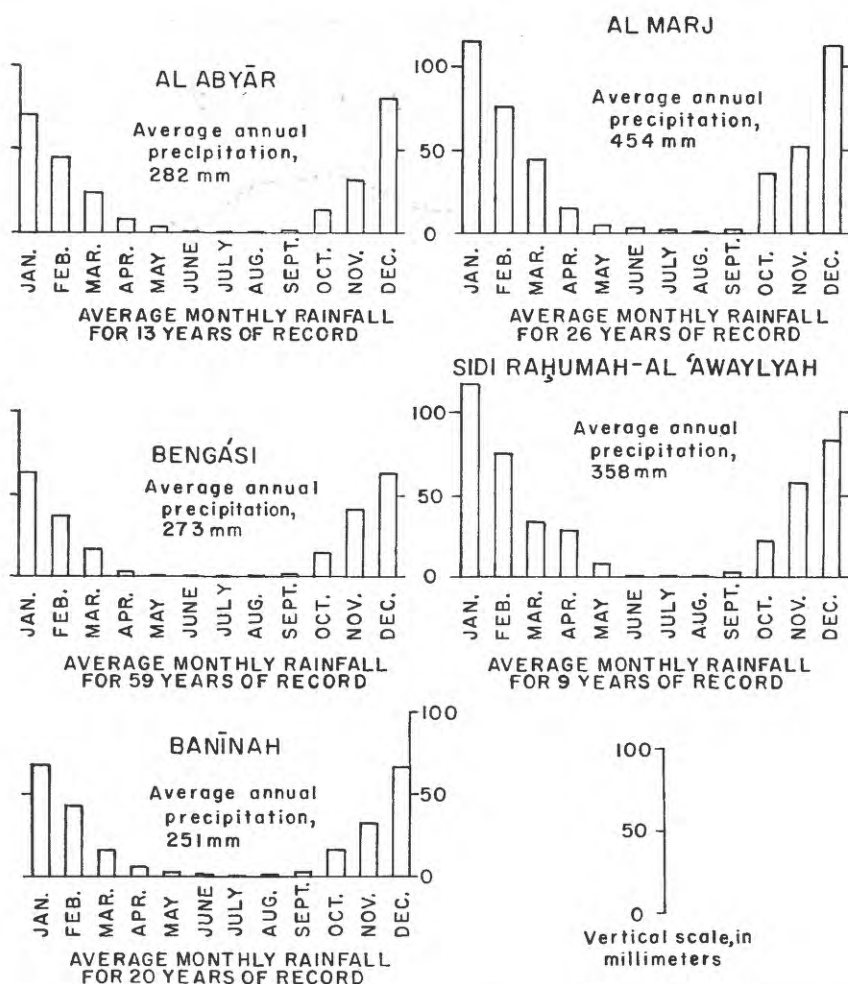 AL ABYĀR
Average annual
precipitation,
282 mm
JAN.
FEB.
MAR.
APR.
MAY
JUNE
JULY
AUG.
SEPT.
OCT.
NOV.
DEC.
AVERAGE MONTHLY RAINFALL
FOR 13 YEARS OF RECORD
AL MARJ
100
50
0
Average annual
precipitation,
454 mm
JAN.
FEB.
MAR.
APR.
MAY
JUNE
JULY
AUG.
SEPT.
OCT.
NOV.
DEC.
AVERAGE MONTHLY RAINFALL
FOR 26 YEARS OF RECORD
BENGÁSI
Average annual
precipitation,
273 mm
JAN.
FEB.
MAR.
APR.
MAY
JUNE
JULY
AUG.
SEPT.
OCT.
NOV.
DEC.
AVERAGE MONTHLY RAINFALL
FOR 59 YEARS OF RECORD
SIDI RAḨUMAH-AL ‘AWAYLYAH
100
50
0
Average annual
precipitation,
358 mm
JAN.
FEB.
MAR.
APR.
MAY
JUNE
JULY
AUG.
SEPT.
OCT.
NOV.
DEC.
AVERAGE MONTHLY RAINFALL
FOR 9 YEARS OF RECORD
BANĪNAH
Average annual
precipitation,
251 mm
100
50
0
JAN.
FEB.
MAR.
APR.
MAY
JUNE
JULY
AUG.
SEPT.
OCT.
NOV.
DEC.
AVERAGE MONTHLY RAINFALL
FOR 20 YEARS OF RECORD
100
50
0
Vertical scale, in
millimeters